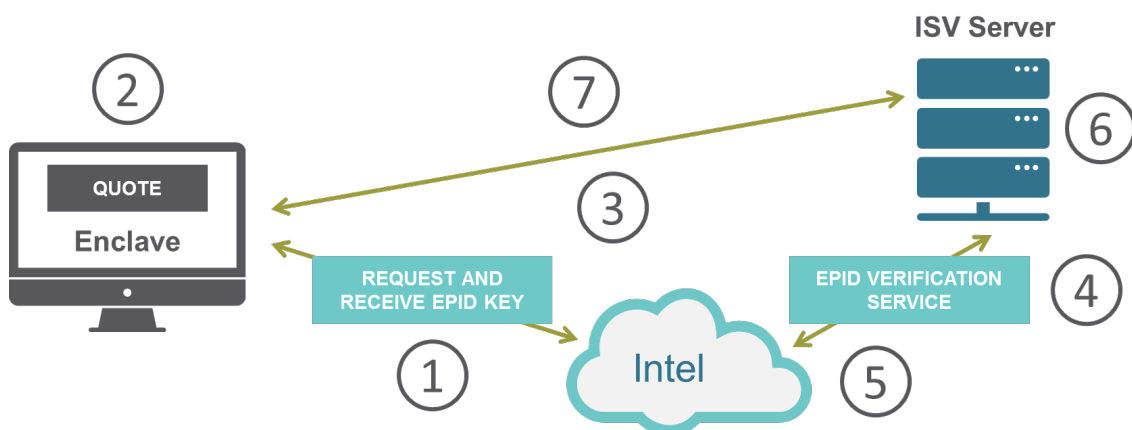 ISV Server
2
7
6
QUOTE
Enclave
3
REQUEST AND
RECEIVE EPID KEY
EPID VERIFICATION
SERVICE
4
1
Intel
5